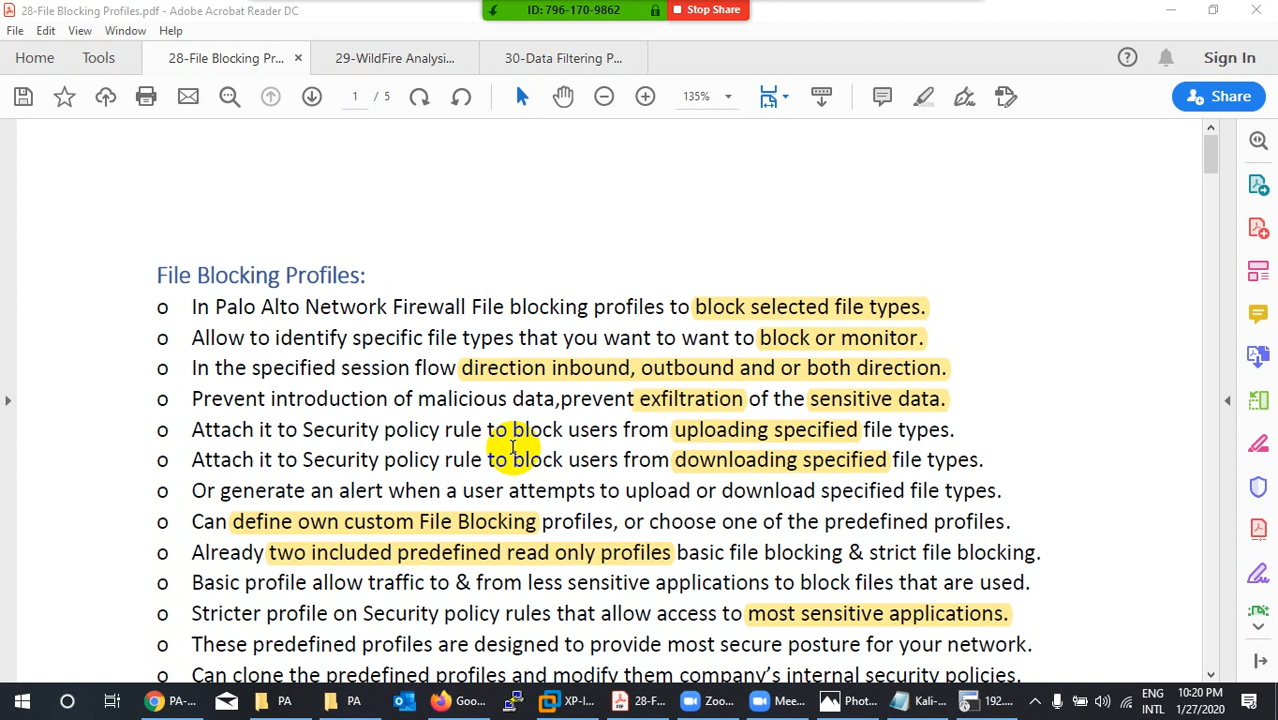 28-File Blocking Profiles.pdf - Adobe Acrobat Reader DC
ID: 796-170-9862
Stop Share
File Edit View Window Help
Home Tools 28-File Blocking Pr... × 29-WildFire Analysi... 30-Data Filtering P... Sign In
1 / 5 135% Share
File Blocking Profiles:
o In Palo Alto Network Firewall File blocking profiles to block selected file types.
o Allow to identify specific file types that you want to want to block or monitor.
o In the specified session flow direction inbound, outbound and or both direction.
o Prevent introduction of malicious data,prevent exfiltration of the sensitive data.
o Attach it to Security policy rule to block users from uploading specified file types.
o Attach it to Security policy rule to block users from downloading specified file types.
o Or generate an alert when a user attempts to upload or download specified file types.
o Can define own custom File Blocking profiles, or choose one of the predefined profiles.
o Already two included predefined read only profiles basic file blocking & strict file blocking.
o Basic profile allow traffic to & from less sensitive applications to block files that are used.
o Stricter profile on Security policy rules that allow access to most sensitive applications.
o These predefined profiles are designed to provide most secure posture for your network.
o Can clone the predefined profiles and modify them company's internal security policies.
PA-... PA PA Goo... XP-I... 28-F... Zoo... Mee... Phot... Kali-... 192... ENG 10:20 PM
INTL 1/27/2020